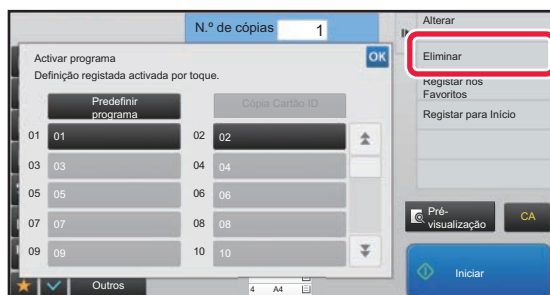 N.º de cópias 1
Alterar
Eliminar
Registar nos
Favoritos
Registar para Início
Activar programa
OK
Definição registada activada por toque.
Predefinir
programa
Cópia Cartão ID
01 01
02 02
03 03
04 04
05 05
06 06
07 07
08 08
09 09
10 10
Pré-
visualização
CA
Iniciar
Outros
4 A4